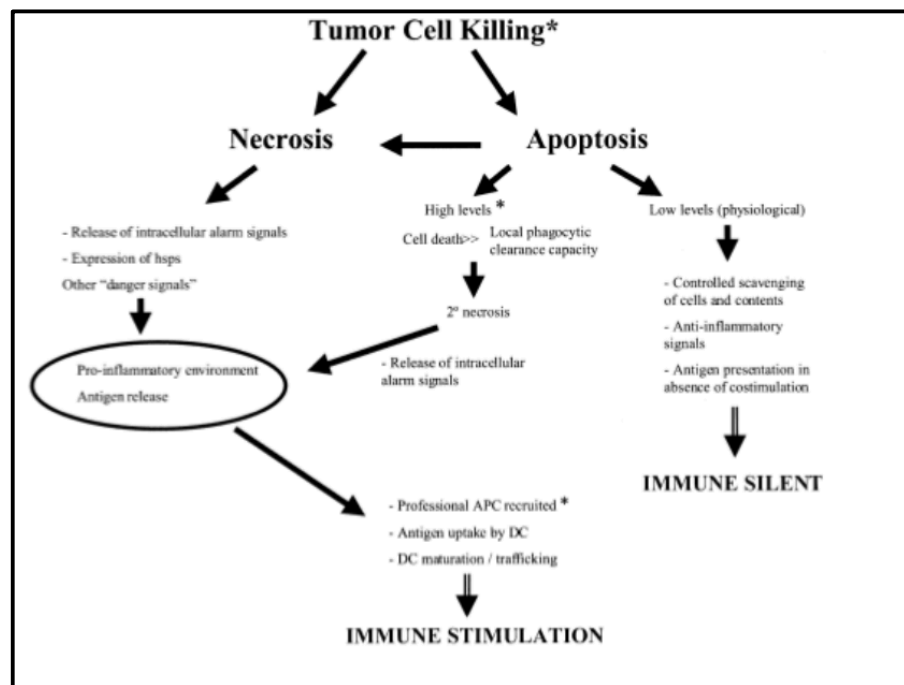 Tumor Cell Killing*
Necrosis
Apoptosis
- Release of intracellular alarm signals
- Expression of hsps
Other "danger signals"
High levels *
Cell death>>
Local phagocytic
clearance capacity
Low levels (physiological)
2º necrosis
- Controlled scavenging
of cells and contents
- Anti-inflammatory
signals
- Antigen presentation in
absence of costimulation
- Release of intracellular
alarm signals
Pro-inflammatory environment
Antigen release
IMMUNE SILENT
- Professional APC recruited *
- Antigen uptake by DC
- DC maturation / trafficking
IMMUNE STIMULATION